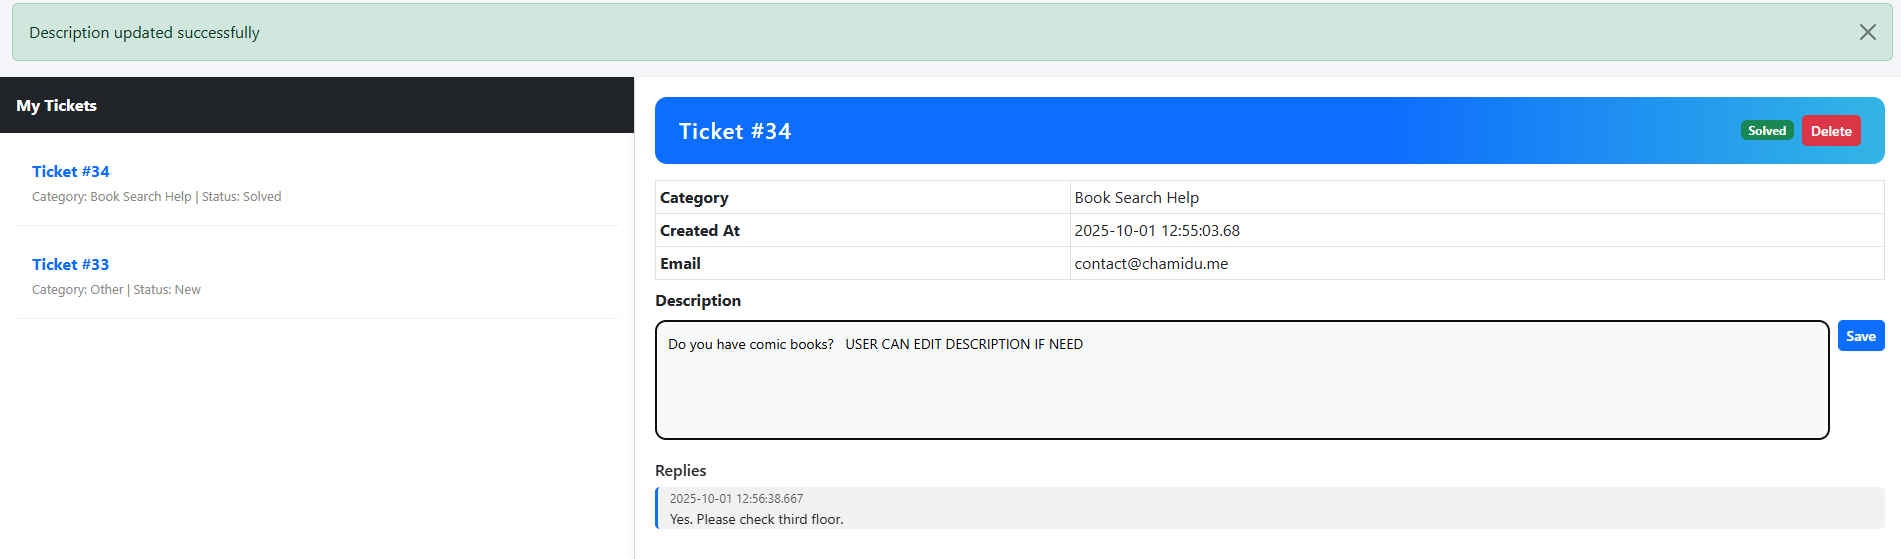 Description updated successfully
My Tickets
Ticket #34
Category: Book Search Help | Status: Solved
Ticket #33
Category: Other | Status: New
Ticket #34
Solved
Delete
Category Book Search Help
Created At 2025-10-01 12:55:03.68
Email contact@chamidu.me
Description
Do you have comic books?   USER CAN EDIT DESCRIPTION IF NEED
Save
Replies
2025-10-01 12:56:38.667
Yes. Please check third floor.